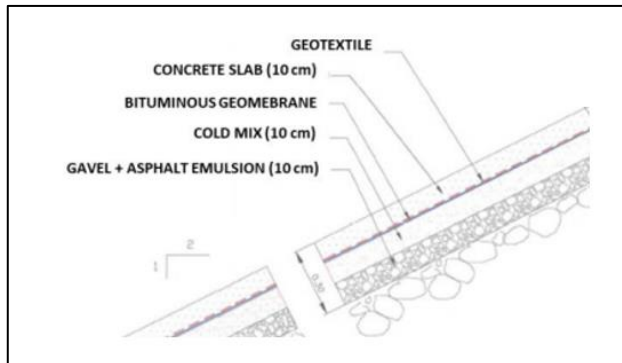 GEOTEXTILE
CONCRETE SLAB (10 cm)
BITUMINOUS GEOMEBRANE
COLD MIX (10 cm)
GAVEL + ASPHALT EMULSION (10 cm)
2
1
0,30